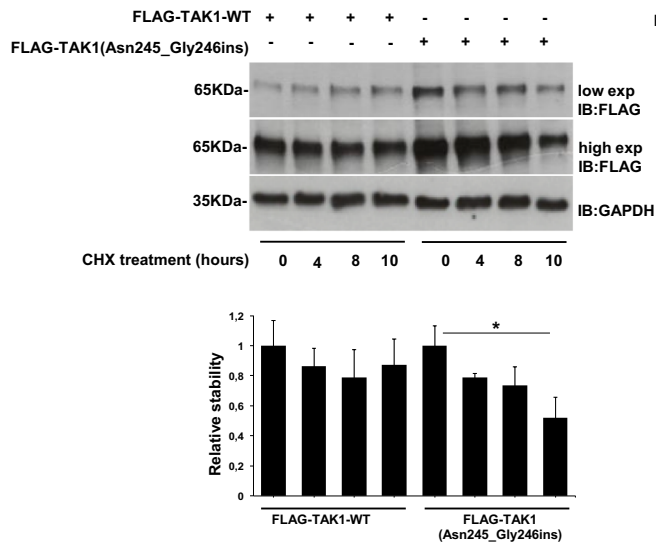 FLAG-TAK1-WT + + + + - - - -
FLAG-TAK1(Asn245_Gly246ins) - - - - + + + +
65KDa- low exp
IB:FLAG
65KDa- high exp
IB:FLAG
35KDa- IB:GAPDH
CHX treatment (hours) 0 4 8 10 0 4 8 10
Relative stability
1,2
1
0,8
0,6
0,4
0,2
0
*
FLAG-TAK1-WT
FLAG-TAK1
(Asn245_Gly246ins)